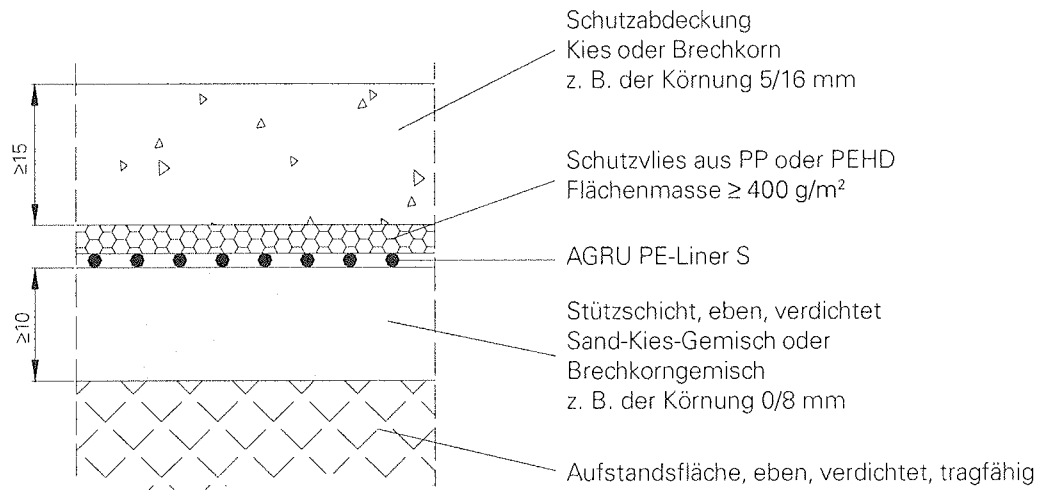 Schutzabdeckung
Kies oder Brechkorn
z. B. der Körnung 5/16 mm
≥15
Schutzvlies aus PP oder PEHD
Flächenmasse ≥ 400 g/m²
AGRU PE-Liner S
≥10
Stützschicht, eben, verdichtet
Sand-Kies-Gemisch oder
Brechkorngemisch
z. B. der Körnung 0/8 mm
Aufstandsfläche, eben, verdichtet, tragfähig